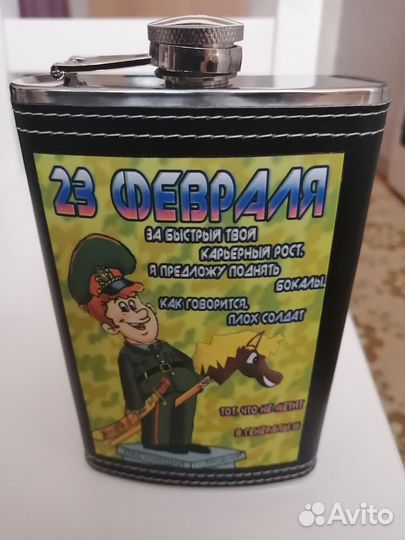 23 ФЕВРАЛЯ
ЗА БЫСТРЫЙ ТВОЙ
КАРЬЕРНЫЙ РОСТ,
Я ПРЕДЛОЖУ ПОДНЯТЬ
БОКАЛЫ.
КАК ГОВОРИТСЯ,
ПЛОХ СОЛДАТ
ТОТ, ЧТО НЕ МЕТИТ
В ГЕНЕРАЛЫ!!!
Avito